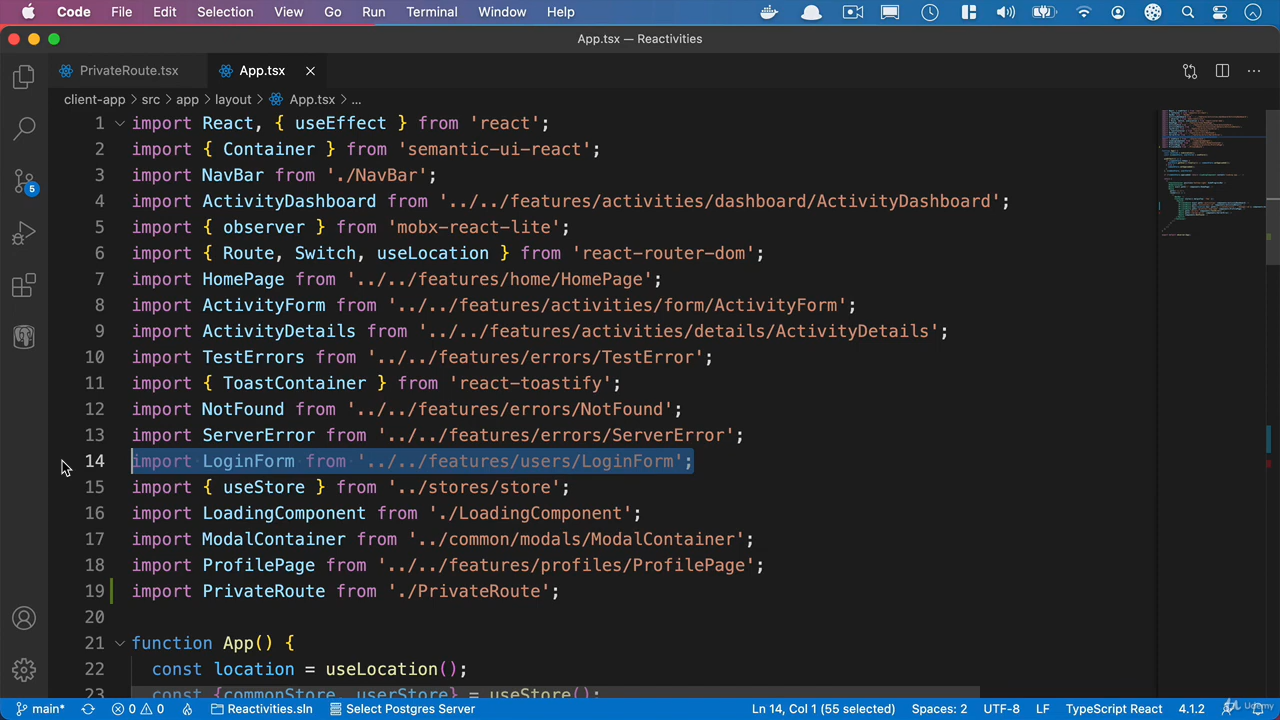 Code File Edit Selection View Go Run Terminal Window Help
App.tsx — Reactivities
PrivateRoute.tsx App.tsx
client-app › src › app › layout › App.tsx › ...
1 import React, { useEffect } from 'react';
2 import { Container } from 'semantic-ui-react';
3 import NavBar from './NavBar';
4 import ActivityDashboard from '../../features/activities/dashboard/ActivityDashboard';
5 import { observer } from 'mobx-react-lite';
6 import { Route, Switch, useLocation } from 'react-router-dom';
7 import HomePage from '../../features/home/HomePage';
8 import ActivityForm from '../../features/activities/form/ActivityForm';
9 import ActivityDetails from '../../features/activities/details/ActivityDetails';
10 import TestErrors from '../../features/errors/TestError';
11 import { ToastContainer } from 'react-toastify';
12 import NotFound from '../../features/errors/NotFound';
13 import ServerError from '../../features/errors/ServerError';
14 import LoginForm from '../../features/users/LoginForm';
15 import { useStore } from '../stores/store';
16 import LoadingComponent from './LoadingComponent';
17 import ModalContainer from '../common/modals/ModalContainer';
18 import ProfilePage from '../../features/profiles/ProfilePage';
19 import PrivateRoute from './PrivateRoute';
20
21 function App() {
22 const location = useLocation();
23 const {commonStore, userStore} = useStore();
5
main* 0 0 Reactivities.sln Select Postgres Server Ln 14, Col 1 (55 selected) Spaces: 2 UTF-8 LF TypeScript React 4.1.2
Udemy